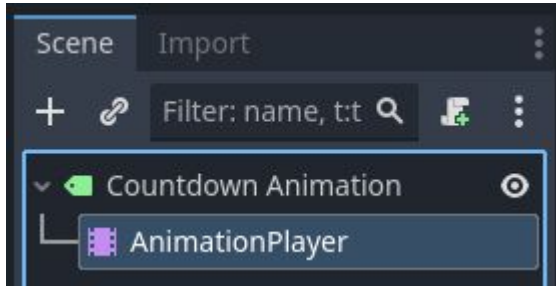 Scene Import
Filter: name, t:t
Countdown Animation
AnimationPlayer